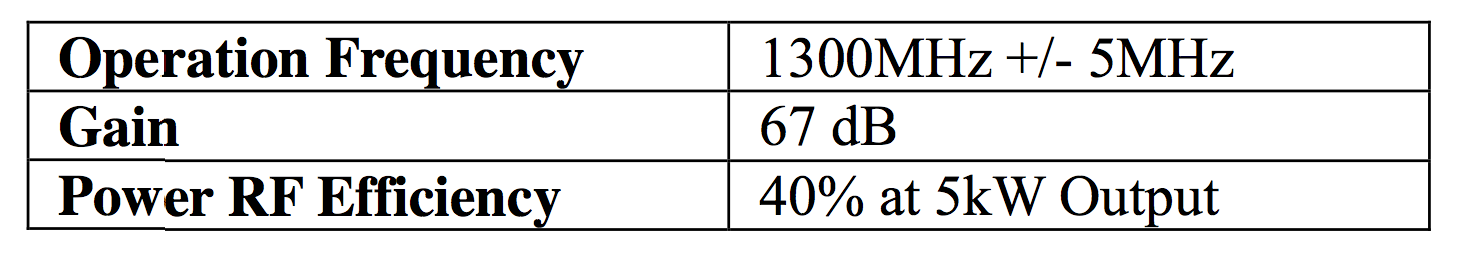 Operation Frequency 1300MHz +/- 5MHz
Gain 67 dB
Power RF Efficiency 40% at 5kW Output